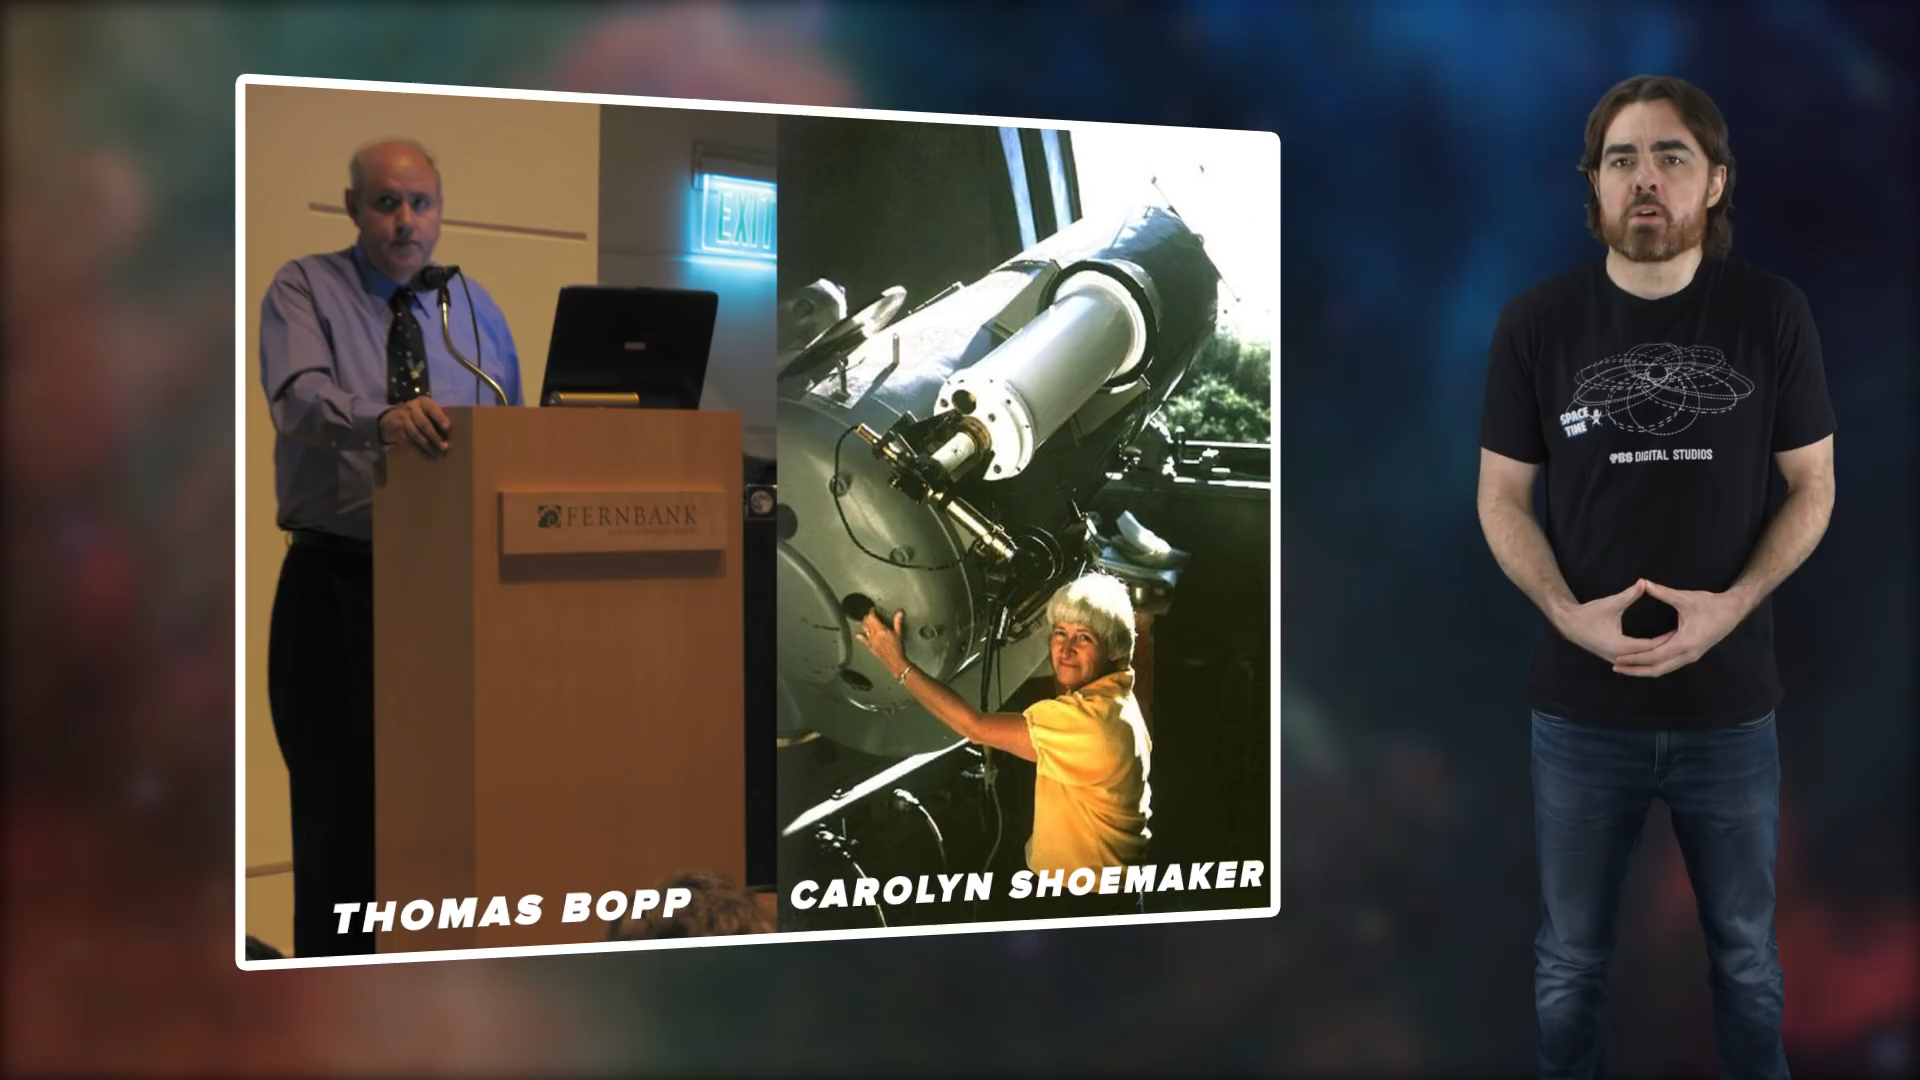 EXIT
FERNBANK
THOMAS BOPP
CAROLYN SHOEMAKER
SPACE
TIME
PBS DIGITAL STUDIOS